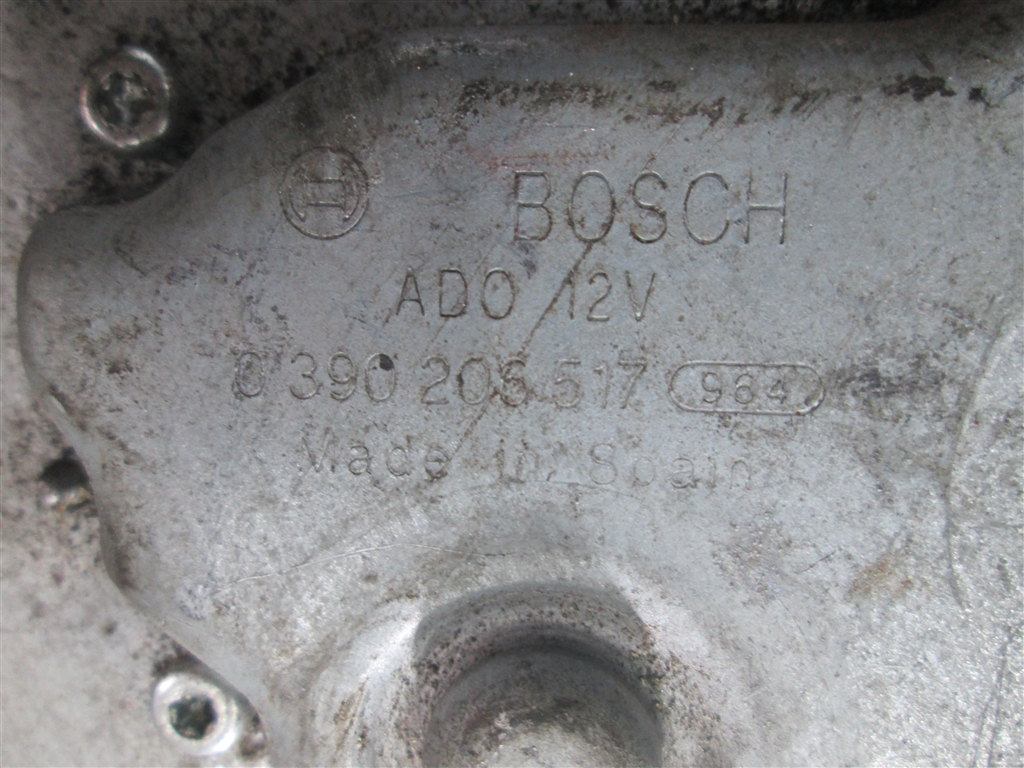 BOSCH
ADO 12V
0 390 206 517 964
Made in Spain